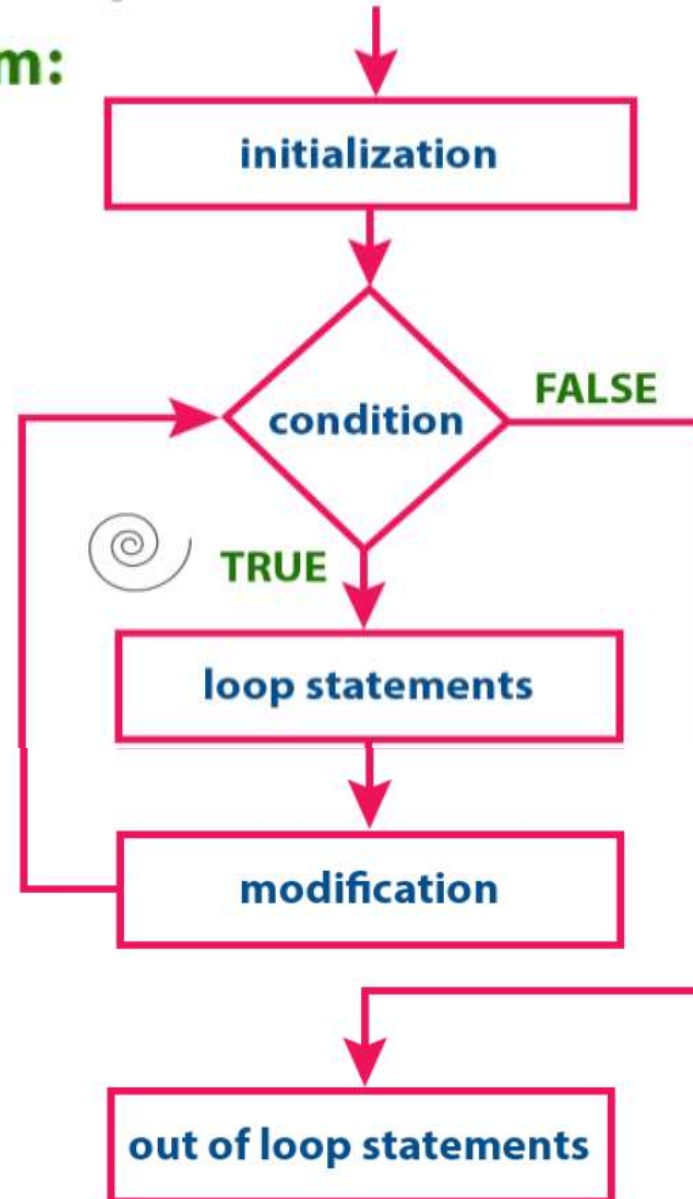 m:
initialization
condition
FALSE
TRUE
loop statements
modification
out of loop statements